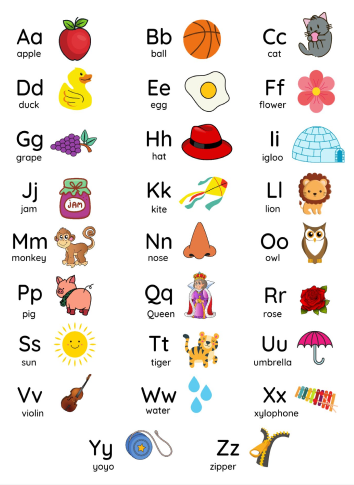 Aa Bb Cc
apple ball cat
Dd Ee Ff
duck egg flower
Gg Hh Ii
grape hat igloo
Jj Kk Ll
JAM
jam kite lion
Mm Nn Oo
monkey nose owl
Pp Qq Rr
pig Queen rose
Ss Tt Uu
sun tiger umbrella
Vv Ww Xx
violin water xylophone
Yy Zz
yoyo zipper